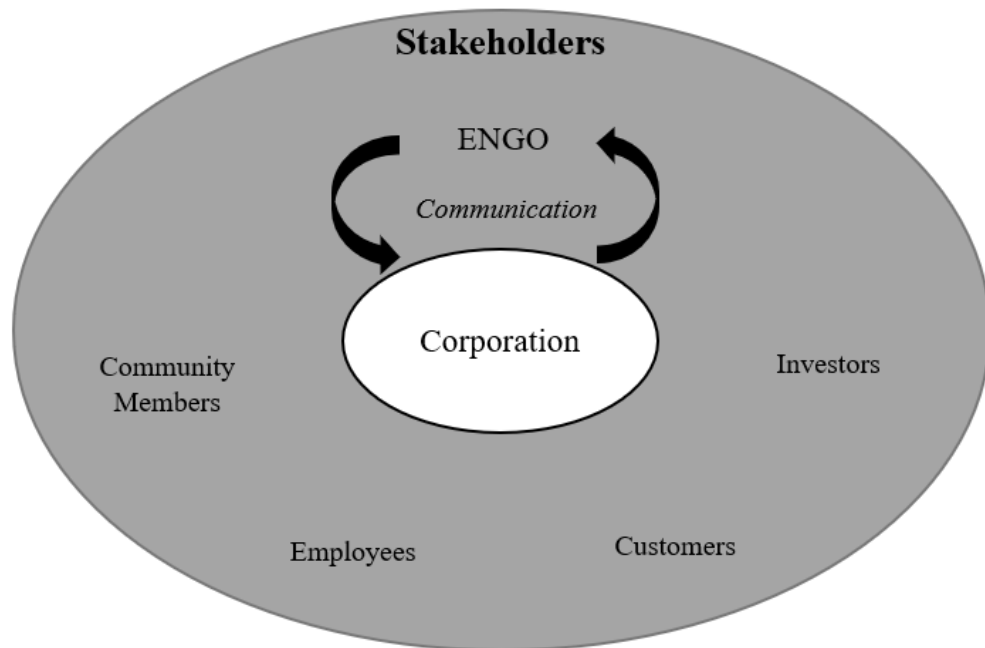 Stakeholders
ENGO
Communication
Corporation
Community
Members
Investors
Employees
Customers